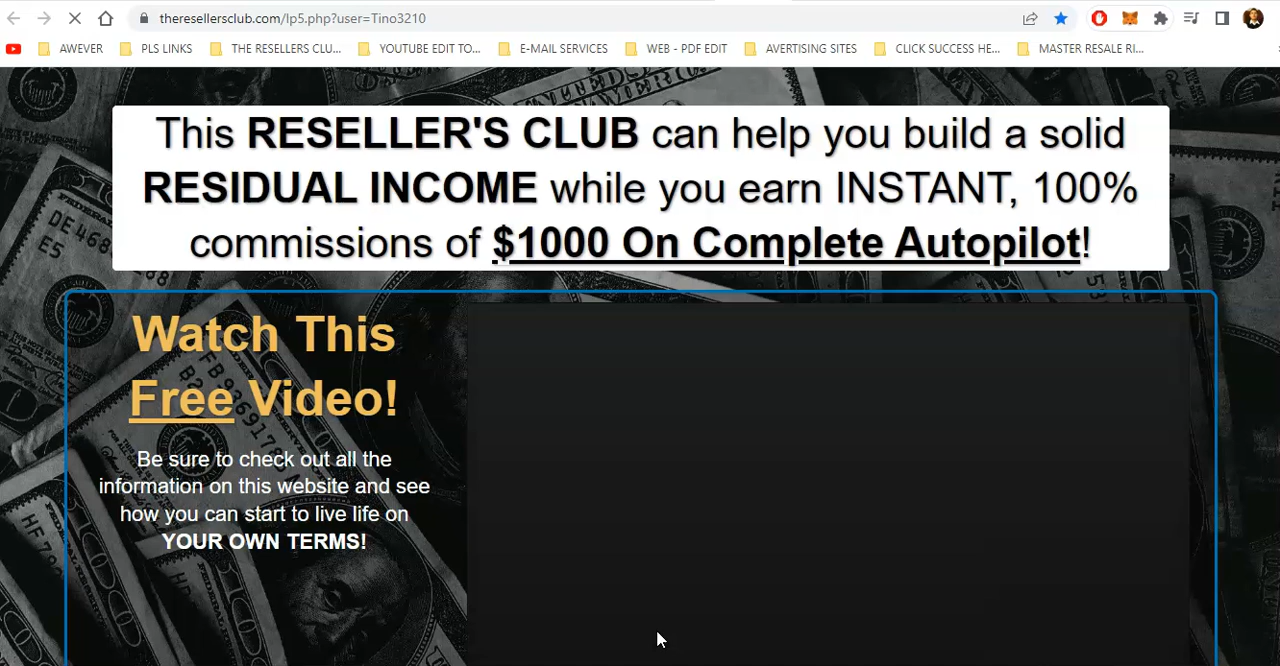 theresellersclub.com/lp5.php?user=Tino3210
AWEVER PLS LINKS THE RESELLERS CLU... YOUTUBE EDIT TO... E-MAIL SERVICES WEB - PDF EDIT AVERTISING SITES CLICK SUCCESS HE... MASTER RESALE RI...
This RESELLER'S CLUB can help you build a solid
RESIDUAL INCOME while you earn INSTANT, 100%
commissions of $1000 On Complete Autopilot!
Watch This
Free Video!
Be sure to check out all the
information on this website and see
how you can start to live life on
YOUR OWN TERMS!